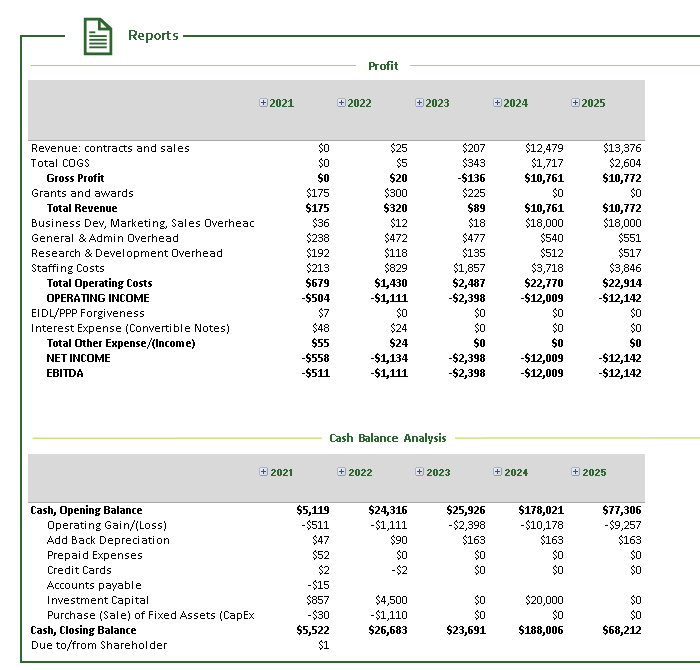 Reports
Profit
2021 2022 2023 2024 2025
Revenue: contracts and sales $0 $25 $207 $12,479 $13,376
Total COGS $0 $5 $343 $1,717 $2,604
Gross Profit $0 $20 -$136 $10,761 $10,772
Grants and awards $175 $300 $225 $0 $0
Total Revenue $175 $320 $89 $10,761 $10,772
Business Dev, Marketing, Sales Overheac $36 $12 $18 $18,000 $18,000
General & Admin Overhead $238 $472 $477 $540 $551
Research & Development Overhead $192 $118 $135 $512 $517
Staffing Costs $213 $829 $1,857 $3,718 $3,846
Total Operating Costs $679 $1,430 $2,487 $22,770 $22,914
OPERATING INCOME -$504 -$1,111 -$2,398 -$12,009 -$12,142
EIDL/PPP Forgiveness $7 $0 $0 $0 $0
Interest Expense (Convertible Notes) $48 $24 $0 $0 $0
Total Other Expense/(Income) $55 $24 $0 $0 $0
NET INCOME -$558 -$1,134 -$2,398 -$12,009 -$12,142
EBITDA -$511 -$1,111 -$2,398 -$12,009 -$12,142
Cash Balance Analysis
2021 2022 2023 2024 2025
Cash, Opening Balance $5,119 $24,316 $25,926 $178,021 $77,306
Operating Gain/(Loss) -$511 -$1,111 -$2,398 -$10,178 -$9,257
Add Back Depreciation $47 $90 $163 $163 $163
Prepaid Expenses $52 $0 $0 $0 $0
Credit Cards $2 -$2 $0 $0 $0
Accounts payable -$15
Investment Capital $857 $4,500 $0 $20,000 $0
Purchase (Sale) of Fixed Assets (CapEx -$30 -$1,110 $0 $0 $0
Cash, Closing Balance $5,522 $26,683 $23,691 $188,006 $68,212
Due to/from Shareholder $1